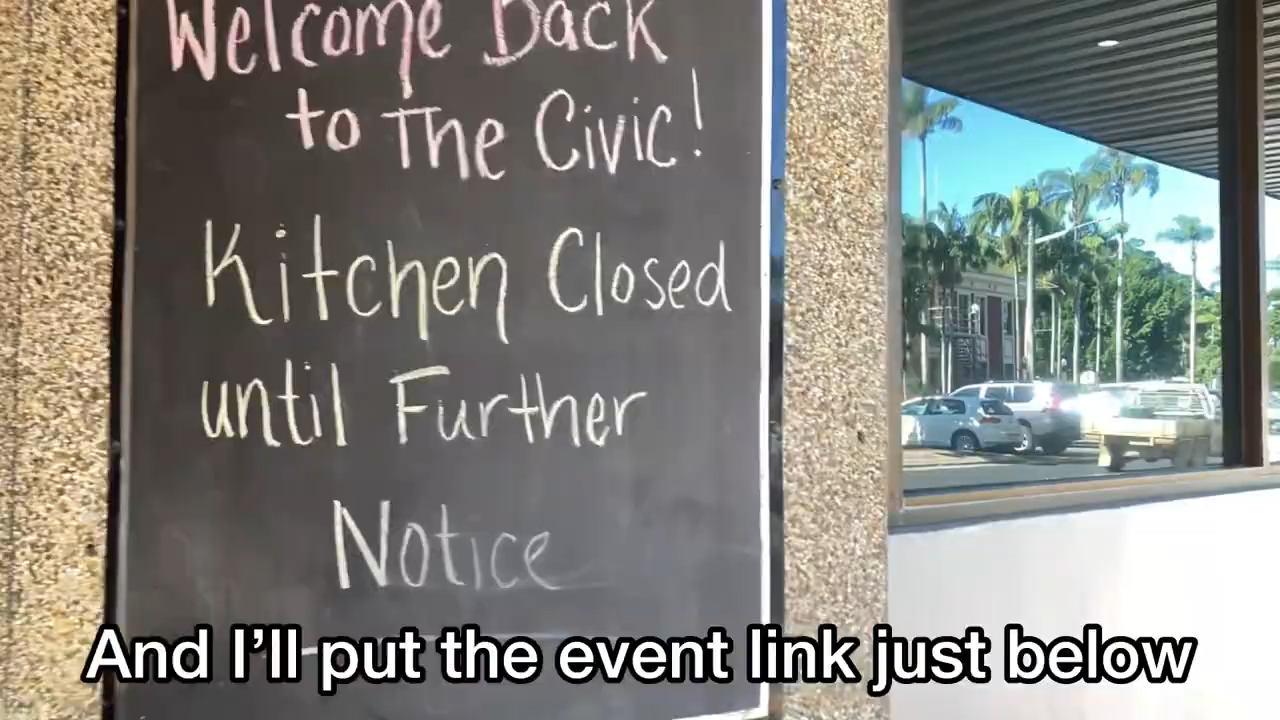 Welcome Back
to The Civic!
Kitchen Closed
until Further
Notice
And I'll put the event link just below